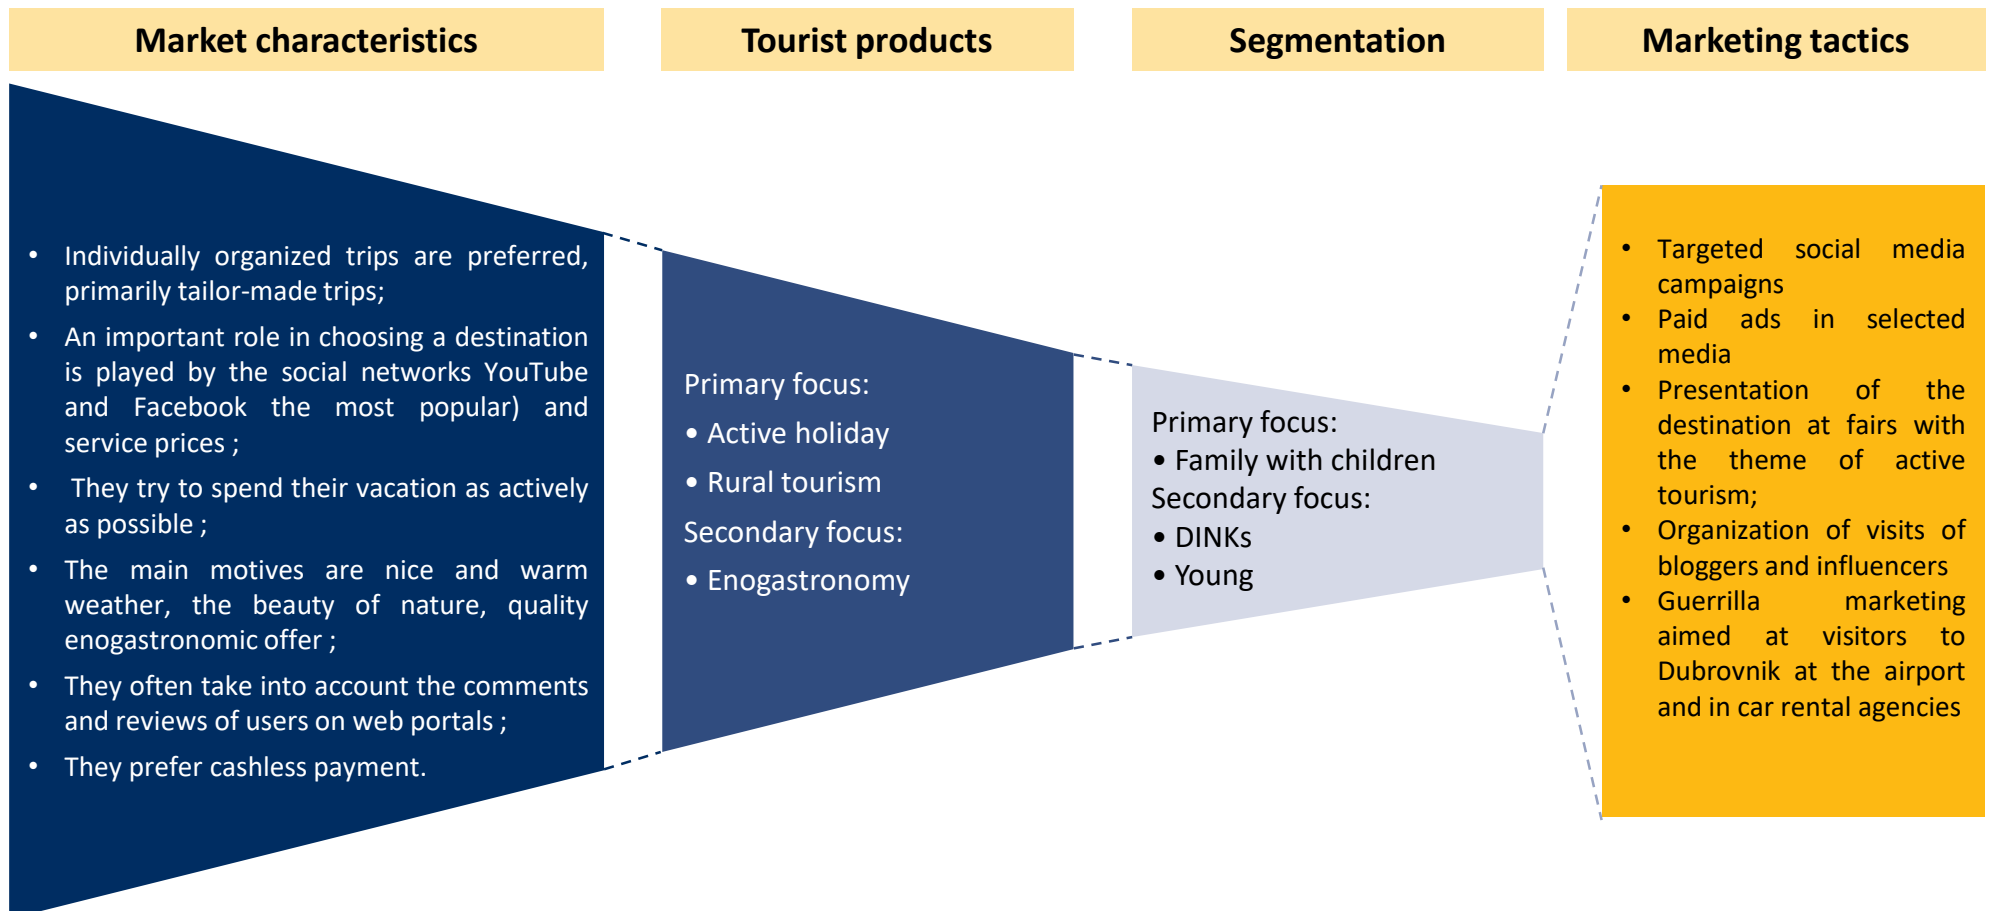 Market characteristics
Tourist products
Segmentation
Marketing tactics
• Individually organized trips are preferred,
primarily tailor-made trips;
• An important role in choosing a destination
is played by the social networks YouTube
and Facebook the most popular) and
service prices ;
• They try to spend their vacation as actively
as possible ;
• The main motives are nice and warm
weather, the beauty of nature, quality
enogastronomic offer ;
• They often take into account the comments
and reviews of users on web portals ;
• They prefer cashless payment.
Primary focus:
• Active holiday
• Rural tourism
Secondary focus:
• Enogastronomy
Primary focus:
• Family with children
Secondary focus:
• DINKs
• Young
• Targeted social media
campaigns
• Paid ads in selected
media
• Presentation of the
destination at fairs with
the theme of active
tourism;
• Organization of visits of
bloggers and influencers
• Guerrilla marketing
aimed at visitors to
Dubrovnik at the airport
and in car rental agencies